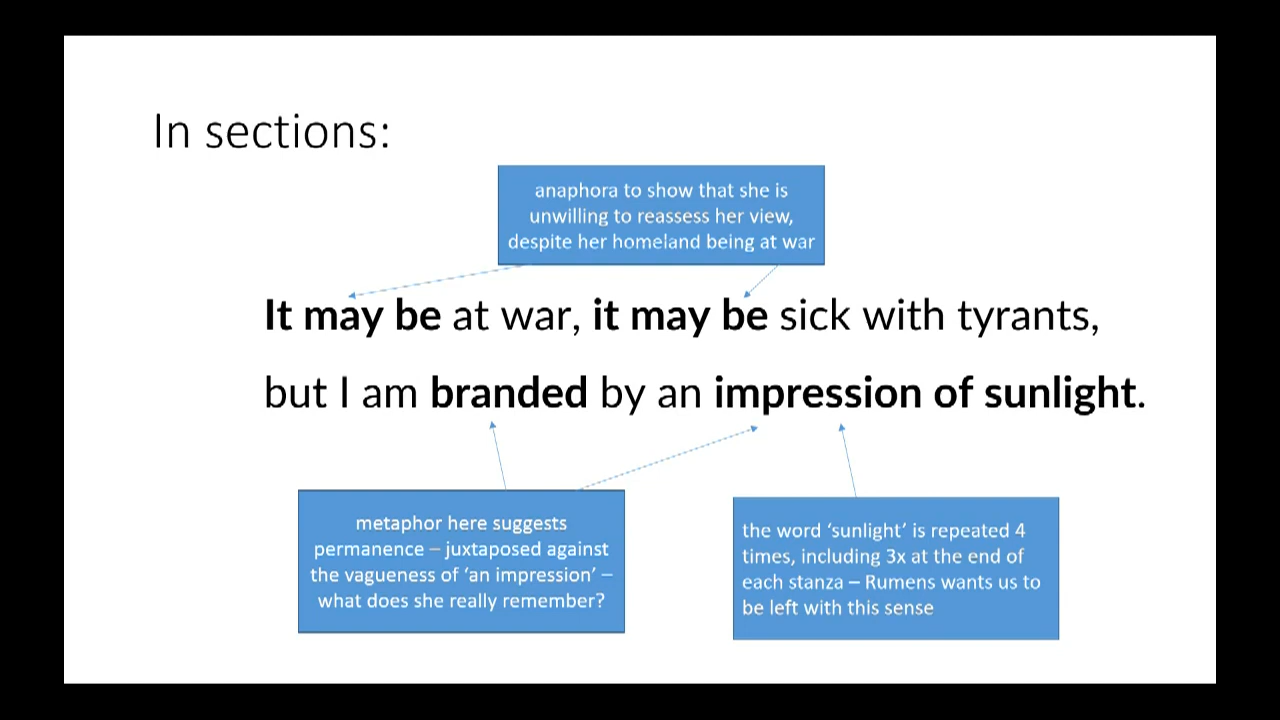 In sections:
anaphora to show that she is
unwilling to reassess her view,
despite her homeland being at war
It may be at war, it may be sick with tyrants,
but I am branded by an impression of sunlight.
metaphor here suggests
permanence – juxtaposed against
the vagueness of ‘an impression’ –
what does she really remember?
the word ‘sunlight’ is repeated 4
times, including 3x at the end of
each stanza – Rumens wants us to
be left with this sense